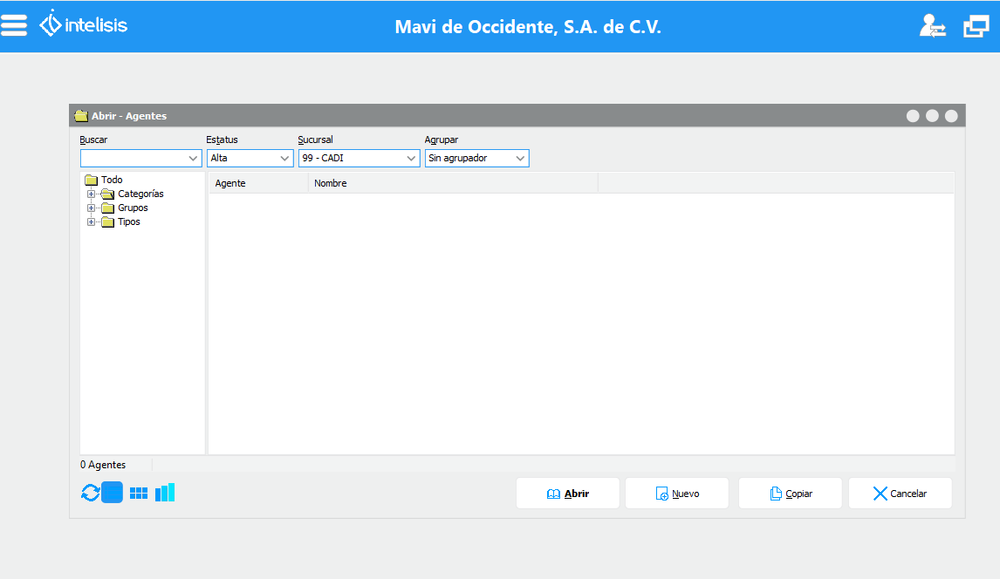 intelisis
Mavi de Occidente, S.A. de C.V.
Abrir - Agentes
Buscar Estatus Sucursal Agrupar
Alta 99 - CADI Sin agrupador
Todo
Categorías
Grupos
Tipos
Agente Nombre
0 Agentes
Abrir Nuevo Copiar Cancelar